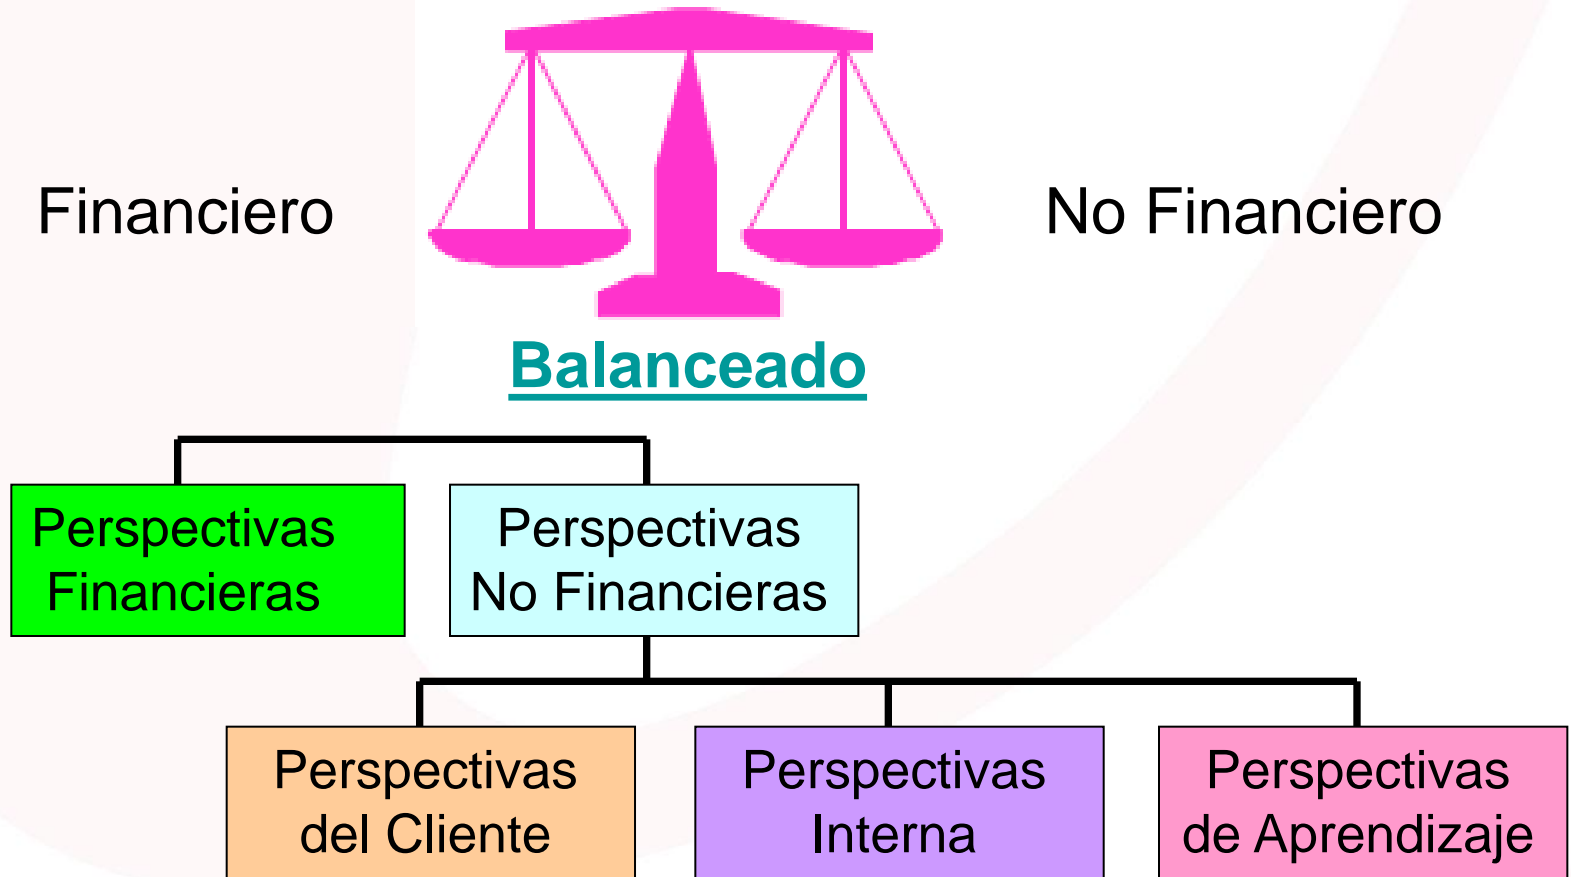 Financiero
No Financiero
Balanceado
Perspectivas
Financieras
Perspectivas
No Financieras
Perspectivas
del Cliente
Perspectivas
Interna
Perspectivas
de Aprendizaje